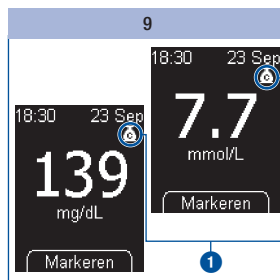 9
18:30 23 Sep
139
mg/dL
Markeren
18:30 23 Sep
7.7
mmol/L
Markeren
1